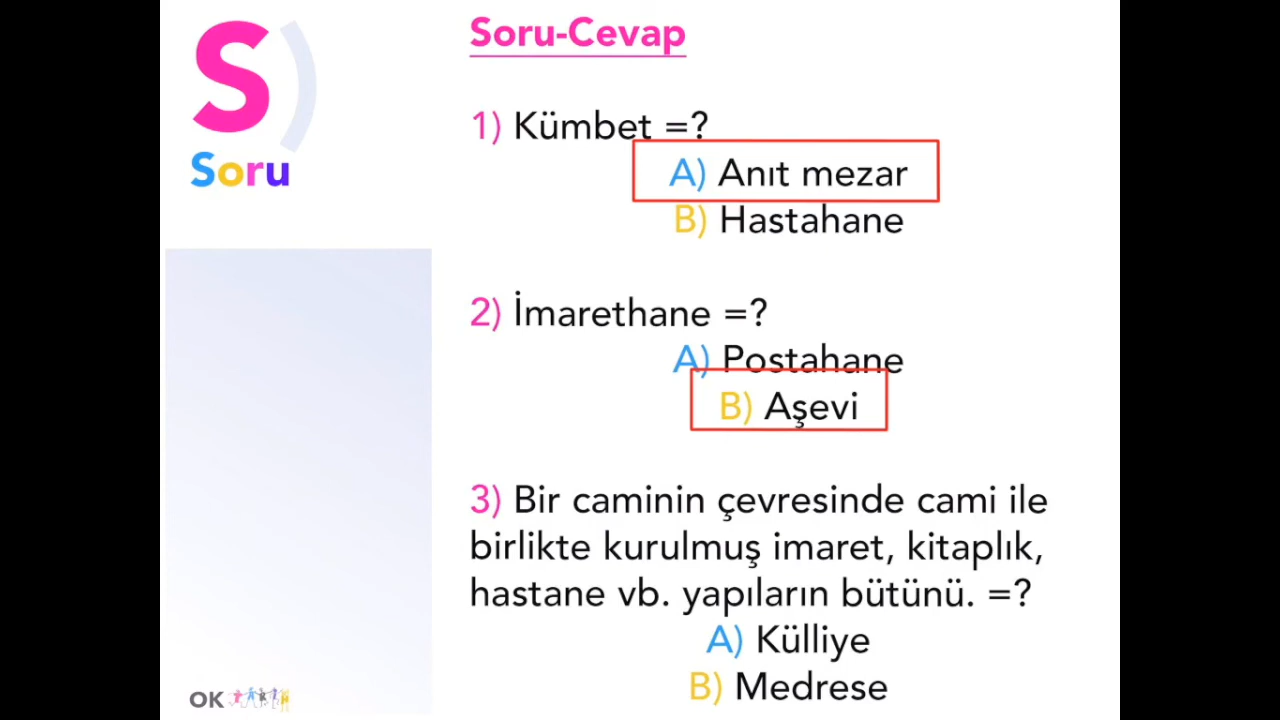 S)
Soru
Soru-Cevap
1) Kümbet =?
A) Anıt mezar
B) Hastahane
2) İmarethane =?
A) Postahane
B) Aşevi
3) Bir caminin çevresinde cami ile
birlikte kurulmuş imaret, kitaplık,
hastane vb. yapıların bütünü. =?
A) Külliye
B) Medrese
OK